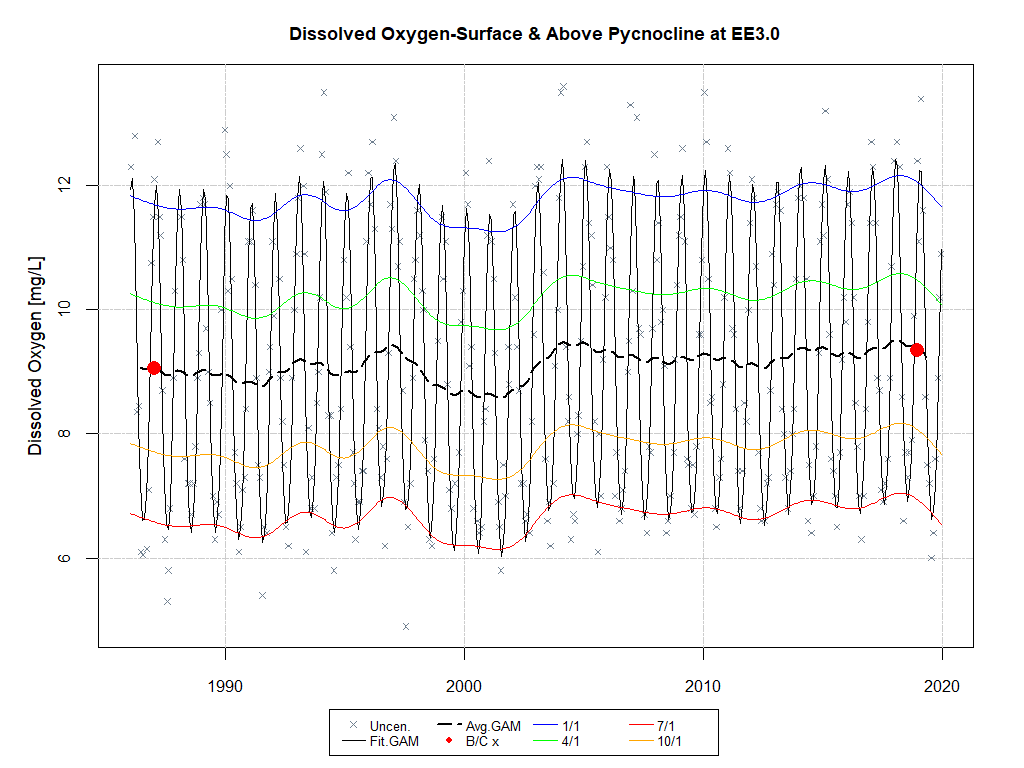 Dissolved Oxygen-Surface & Above Pycnocline at EE3.0
Dissolved Oxygen [mg/L]
12
10
8
6
1990 2000 2010 2020
Uncen. Avg.GAM 1/1 7/1
Fit.GAM B/C x 4/1 10/1